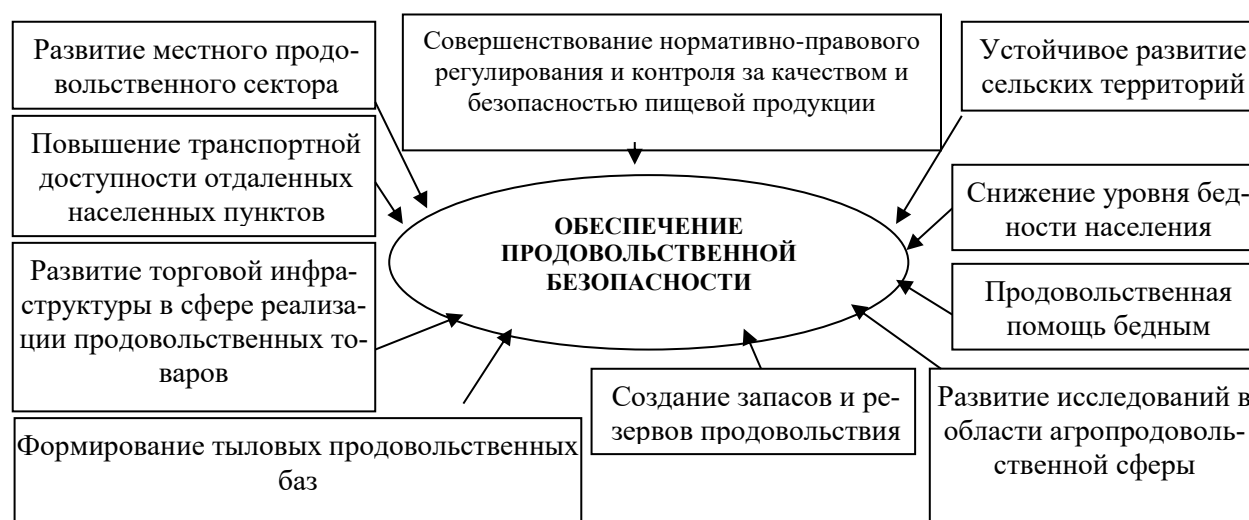 Развитие местного продо-
вольственного сектора
Совершенствование нормативно-правового
регулирования и контроля за качеством и
безопасностью пищевой продукции
Устойчивое развитие
сельских территорий
Повышение транспортной
доступности отдаленных
населенных пунктов
Снижение уровня бед-
ности населения
ОБЕСПЕЧЕНИЕ
ПРОДОВОЛЬСТВЕННОЙ
БЕЗОПАСНОСТИ
Развитие торговой инфра-
структуры в сфере реализа-
ции продовольственных то-
варов
Продовольственная
помощь бедным
Формирование тыловых продовольственных
баз
Создание запасов и ре-
зервов продовольствия
Развитие исследований в
области агропродоволь-
ственной сферы